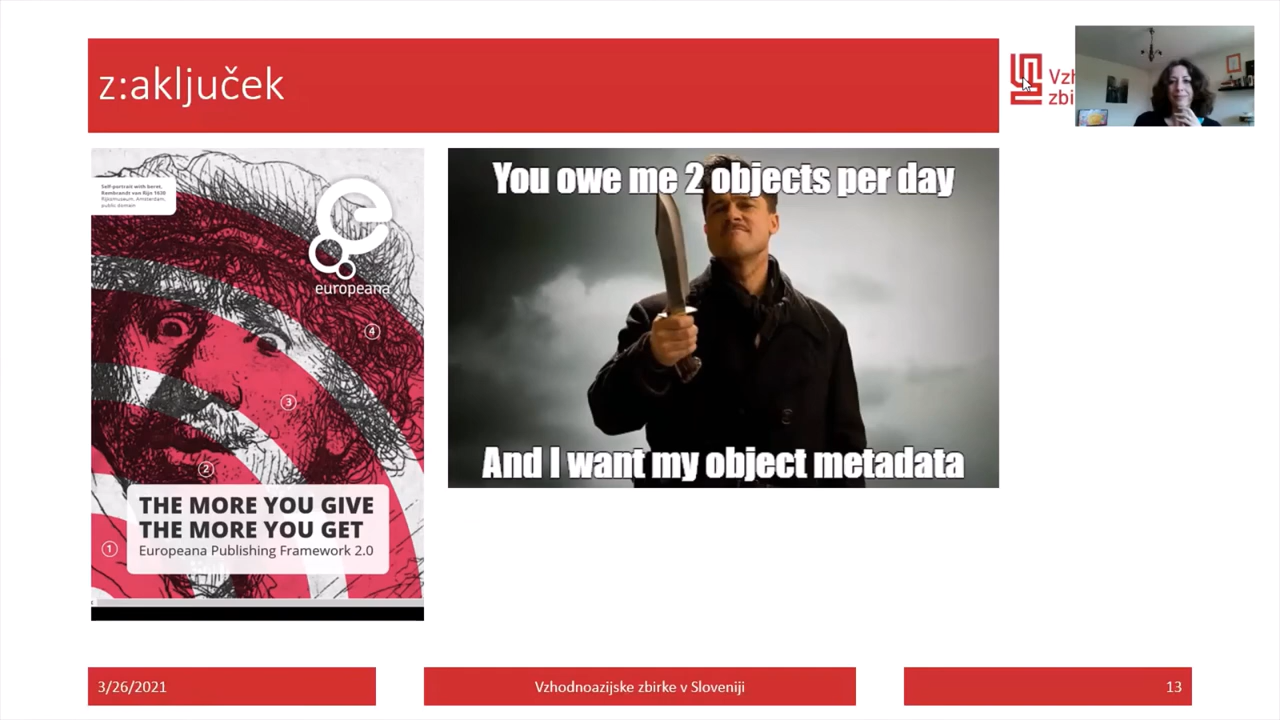 z:aključek
Vzh
zbi
Self-portrait with beret,
Rembrandt van Rijn 1630
Rijksmuseum, Amsterdam,
public domain
europeana
4
3
2
1
THE MORE YOU GIVE
THE MORE YOU GET
Europeana Publishing Framework 2.0
You owe me 2 objects per day
And I want my object metadata
3/26/2021
Vzhodnoazijske zbirke v Sloveniji
13